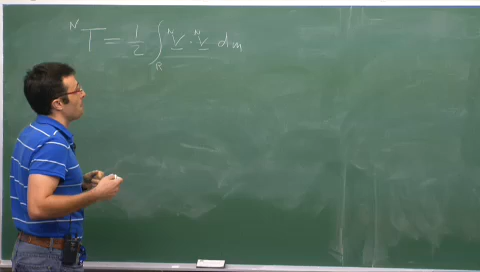 ᴺT = 1/2 ∫_R ᴺV · ᴺV dm